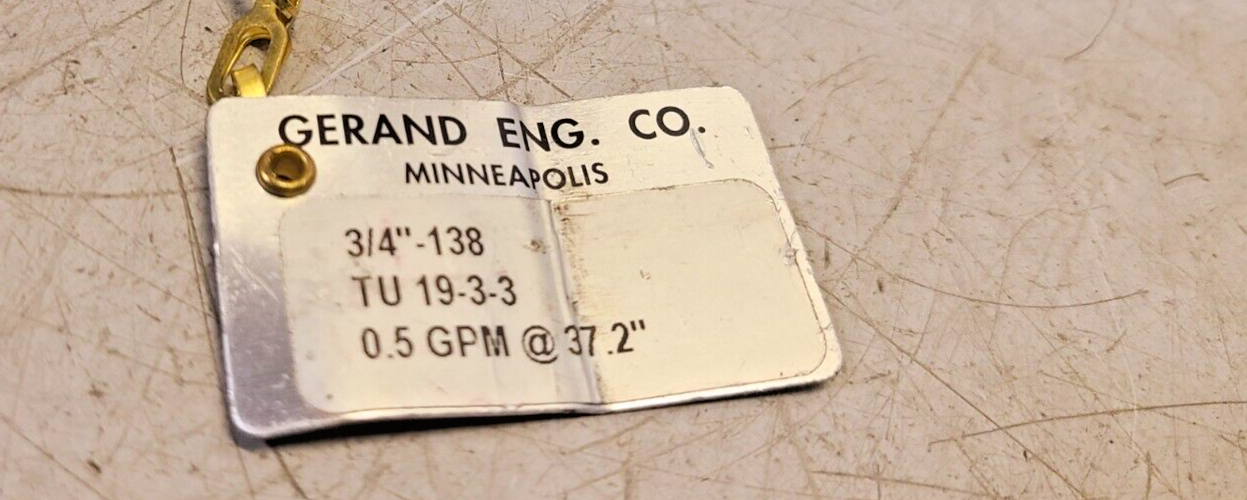 GERAND ENG. CO.
MINNEAPOLIS
3/4"-138
TU 19-3-3
0.5 GPM @ 37.2"